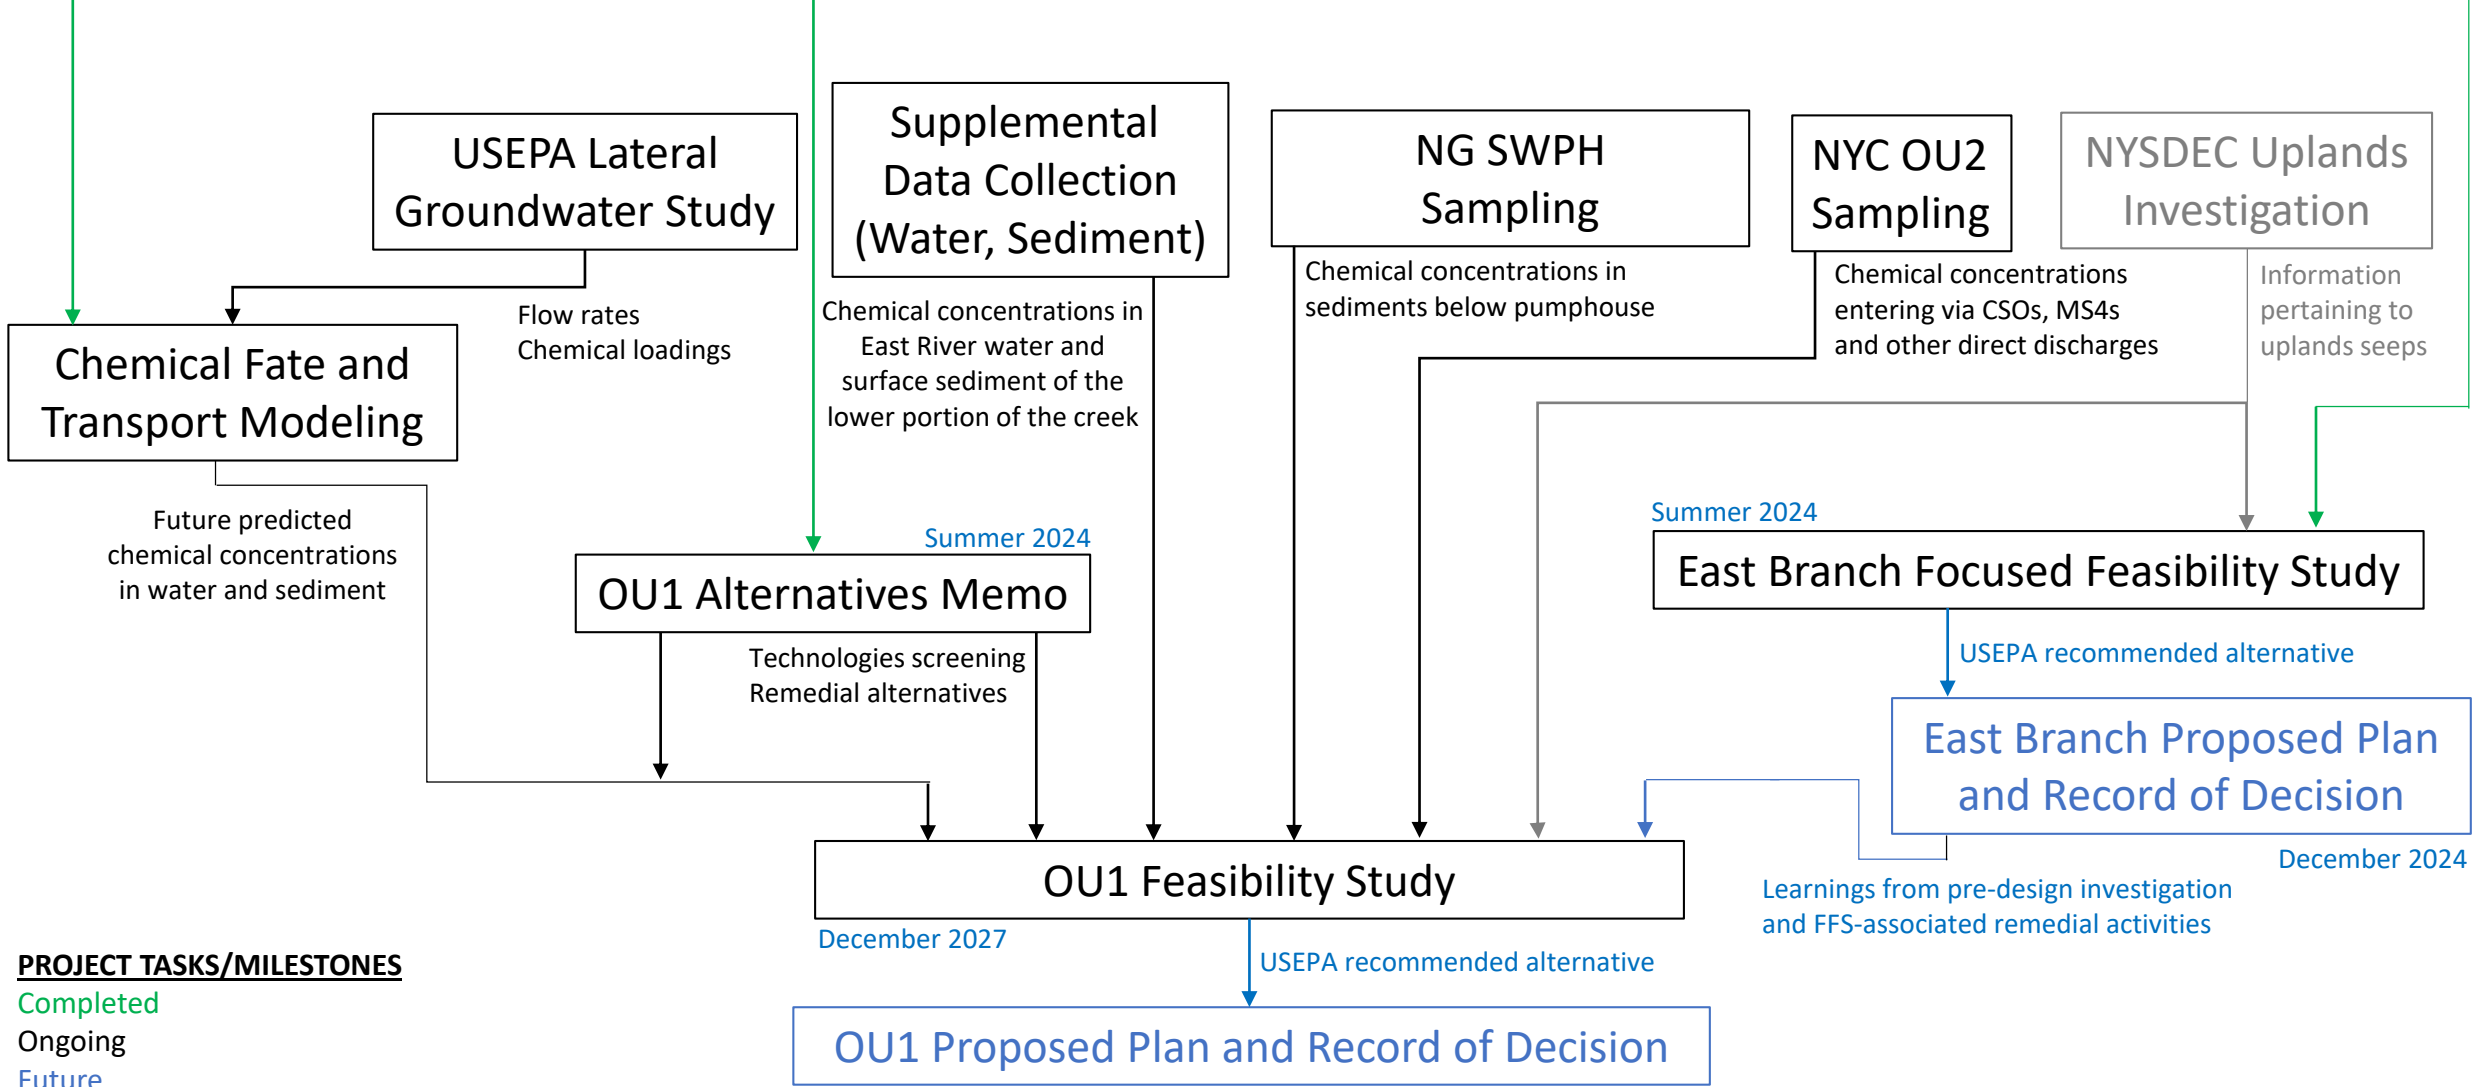 USEPA Lateral
Groundwater Study
Supplemental
Data Collection
(Water, Sediment)
NG SWPH
Sampling
NYC OU2
Sampling
NYSDEC Uplands
Investigation
Flow rates
Chemical loadings
Chemical concentrations in
East River water and
surface sediment of the
lower portion of the creek
Chemical concentrations in
sediments below pumphouse
Chemical concentrations
entering via CSOs, MS4s
and other direct discharges
Information
pertaining to
uplands seeps
Chemical Fate and
Transport Modeling
Future predicted
chemical concentrations
in water and sediment
Summer 2024
OU1 Alternatives Memo
Technologies screening
Remedial alternatives
Summer 2024
East Branch Focused Feasibility Study
USEPA recommended alternative
East Branch Proposed Plan
and Record of Decision
December 2024
Learnings from pre-design investigation
and FFS-associated remedial activities
OU1 Feasibility Study
December 2027
USEPA recommended alternative
OU1 Proposed Plan and Record of Decision
PROJECT TASKS/MILESTONES
Completed
Ongoing
Future